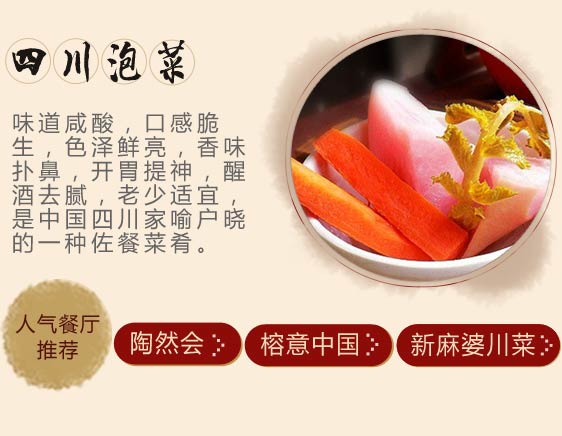 四川泡菜
味道咸酸，口感脆
生，色泽鲜亮，香味
扑鼻，开胃提神，醒
酒去腻，老少适宜，
是中国四川家喻户晓
的一种佐餐菜肴。
人气餐厅
推荐
陶然会
榕意中国
新麻婆川菜